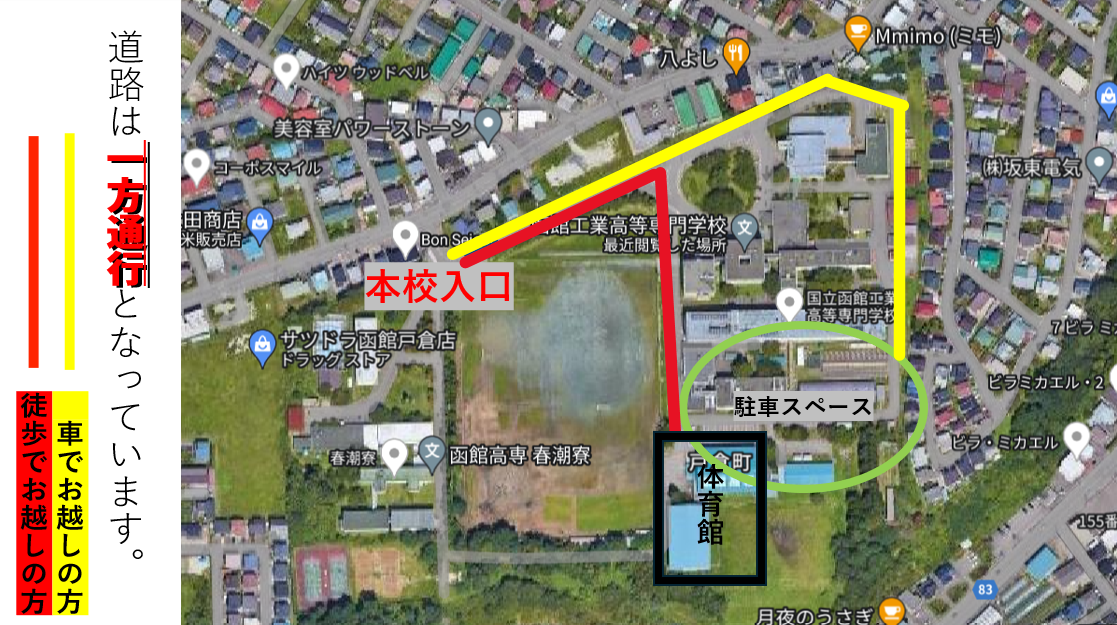 道路は一方通行となっています。
車でお越しの方
徒歩でお越しの方
Mmimo (ミモ)
八よし
ハイツ ウッドベル
美容室パワーストーン
コーポスマイル
㈱坂東電気
田商店
米販売店
Bon Sei
館工業高等専門学校
最近閲覧した場所
本校入口
国立函館工業
高等専門学校
サツドラ函館戸倉店
ドラッグ ストア
7 ピラ ミ
ピラミカエル・2
駐車スペース
ピラ・ミカエル
春潮寮
函館高専 春潮寮
戸倉町
体育館
155番
83
月夜のうさぎ